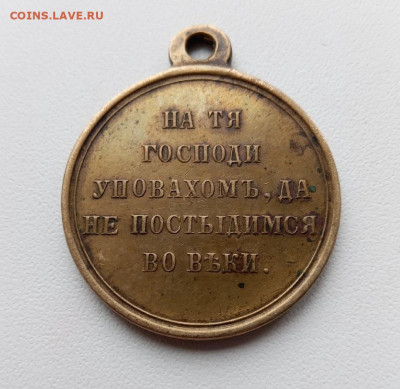 COINS.LAVE.RU
НА ТЯ
ГОСПОДИ
УПОВАХОМЪ, ДА
НЕ ПОСТЫДИМСЯ
ВО ВѢКИ.